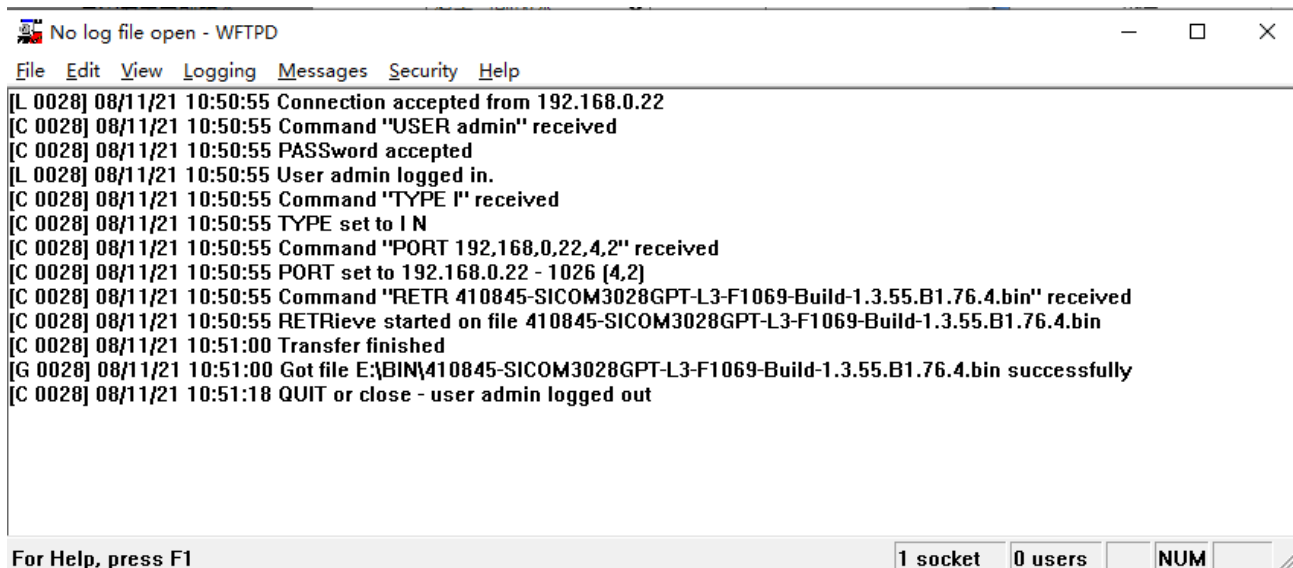 No log file open - WFTPD
File Edit View Logging Messages Security Help
[L 0028] 08/11/21 10:50:55 Connection accepted from 192.168.0.22
[C 0028] 08/11/21 10:50:55 Command "USER admin" received
[C 0028] 08/11/21 10:50:55 PASSword accepted
[L 0028] 08/11/21 10:50:55 User admin logged in.
[C 0028] 08/11/21 10:50:55 Command "TYPE I" received
[C 0028] 08/11/21 10:50:55 TYPE set to I N
[C 0028] 08/11/21 10:50:55 Command "PORT 192,168,0,22,4,2" received
[C 0028] 08/11/21 10:50:55 PORT set to 192.168.0.22 - 1026 (4,2)
[C 0028] 08/11/21 10:50:55 Command "RETR 410845-SICOM3028GPT-L3-F1069-Build-1.3.55.B1.76.4.bin" received
[C 0028] 08/11/21 10:50:55 RETRieve started on file 410845-SICOM3028GPT-L3-F1069-Build-1.3.55.B1.76.4.bin
[C 0028] 08/11/21 10:51:00 Transfer finished
[G 0028] 08/11/21 10:51:00 Got file E:\BIN\410845-SICOM3028GPT-L3-F1069-Build-1.3.55.B1.76.4.bin successfully
[C 0028] 08/11/21 10:51:18 QUIT or close - user admin logged out
For Help, press F1 1 socket 0 users NUM